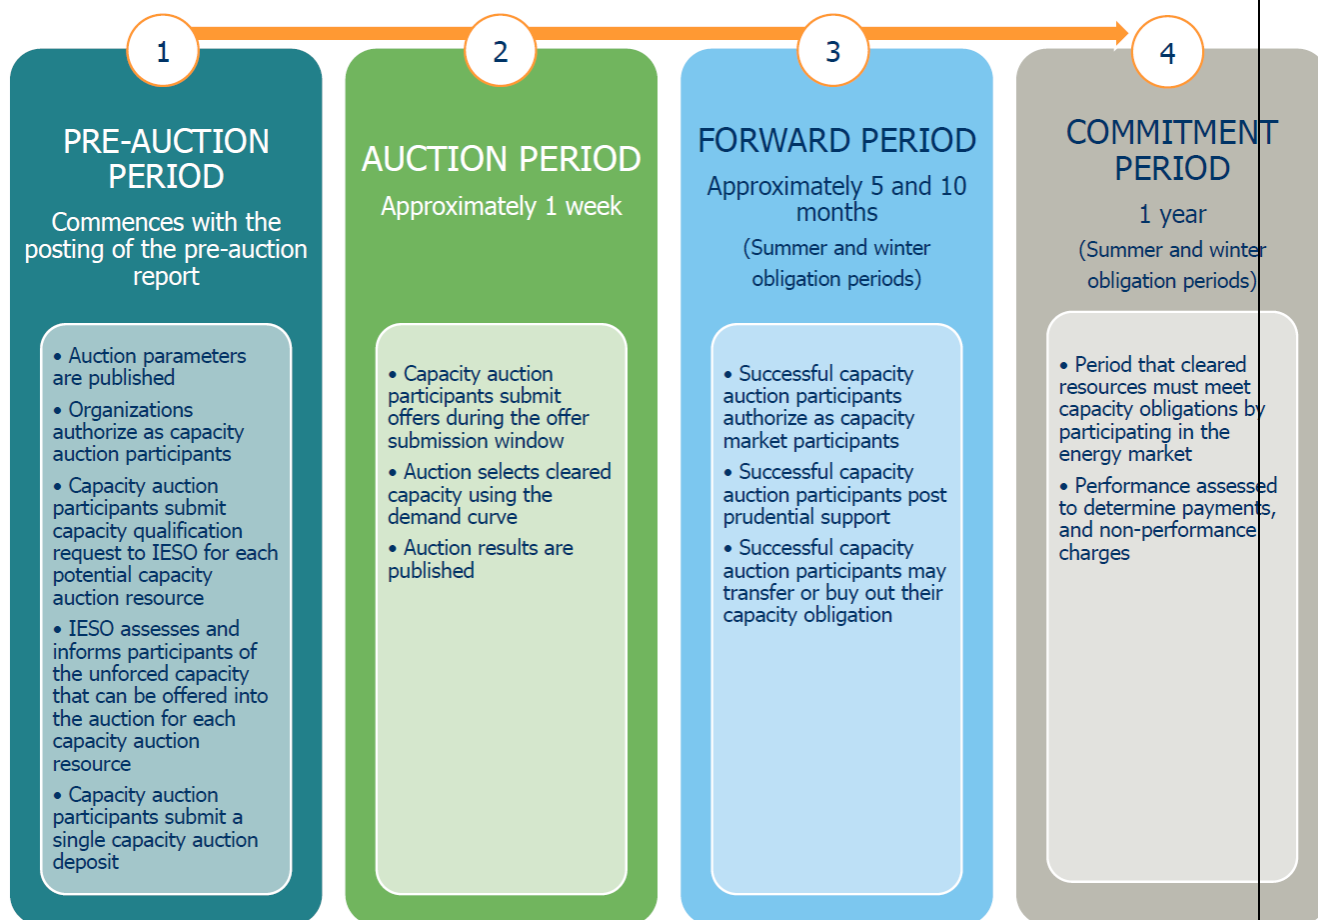 1
PRE-AUCTION
PERIOD
Commences with the
posting of the pre-auction
report
• Auction parameters
are published
• Organizations
authorize as capacity
auction participants
• Capacity auction
participants submit
capacity qualification
request to IESO for each
potential capacity
auction resource
• IESO assesses and
informs participants of
the unforced capacity
that can be offered into
the auction for each
capacity auction
resource
• Capacity auction
participants submit a
single capacity auction
deposit
2
AUCTION PERIOD
Approximately 1 week
• Capacity auction
participants submit
offers during the offer
submission window
• Auction selects cleared
capacity using the
demand curve
• Auction results are
published
3
FORWARD PERIOD
Approximately 5 and 10
months
(Summer and winter
obligation periods)
• Successful capacity
auction participants
authorize as capacity
market participants
• Successful capacity
auction participants post
prudential support
• Successful capacity
auction participants may
transfer or buy out their
capacity obligation
4
COMMITMENT
PERIOD
1 year
(Summer and winter
obligation periods)
• Period that cleared
resources must meet
capacity obligations by
participating in the
energy market
• Performance assessed
to determine payments,
and non-performance
charges